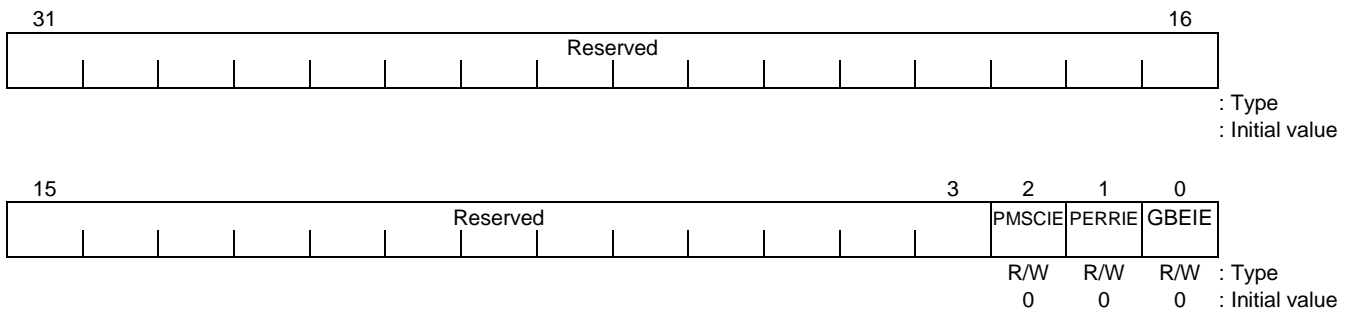 31 16
Reserved
: Type
: Initial value
15 3 2 1 0
Reserved PMSCIE PERRIE GBEIE
R/W R/W R/W : Type
0 0 0 : Initial value